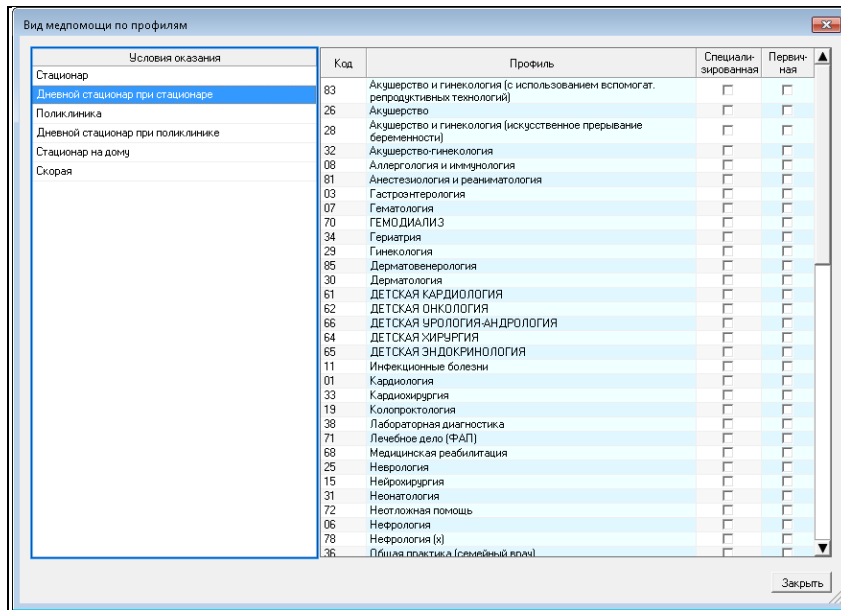 Вид медпомощи по профилям
Условия оказания
Стационар
Дневной стационар при стационаре
Поликлиника
Дневной стационар при поликлинике
Стационар на дому
Скорая
Код Профиль Специали- Первич-
зированная ная
83 Акушерство и гинекология (с использованием вспомогат.
репродуктивных технологий)
26 Акушерство
28 Акушерство и гинекология (искусственное прерывание
беременности)
32 Акушерство-гинекология
08 Аллергология и иммунология
81 Анестезиология и реаниматология
03 Гастроэнтерология
07 Гематология
70 ГЕМОДИАЛИЗ
34 Гериатрия
29 Гинекология
85 Дерматовенерология
30 Дерматология
61 ДЕТСКАЯ КАРДИОЛОГИЯ
62 ДЕТСКАЯ ОНКОЛОГИЯ
66 ДЕТСКАЯ УРОЛОГИЯ-АНДРОЛОГИЯ
64 ДЕТСКАЯ ХИРУРГИЯ
65 ДЕТСКАЯ ЭНДОКРИНОЛОГИЯ
11 Инфекционные болезни
01 Кардиология
33 Кардиохирургия
19 Колопроктология
38 Лабораторная диагностика
71 Лечебное дело (ФАП)
68 Медицинская реабилитация
25 Неврология
15 Нейрохирургия
31 Неонатология
72 Неотложная помощь
06 Нефрология
78 Нефрология (х)
36 Общая практика (семейный врач)
Закрыть